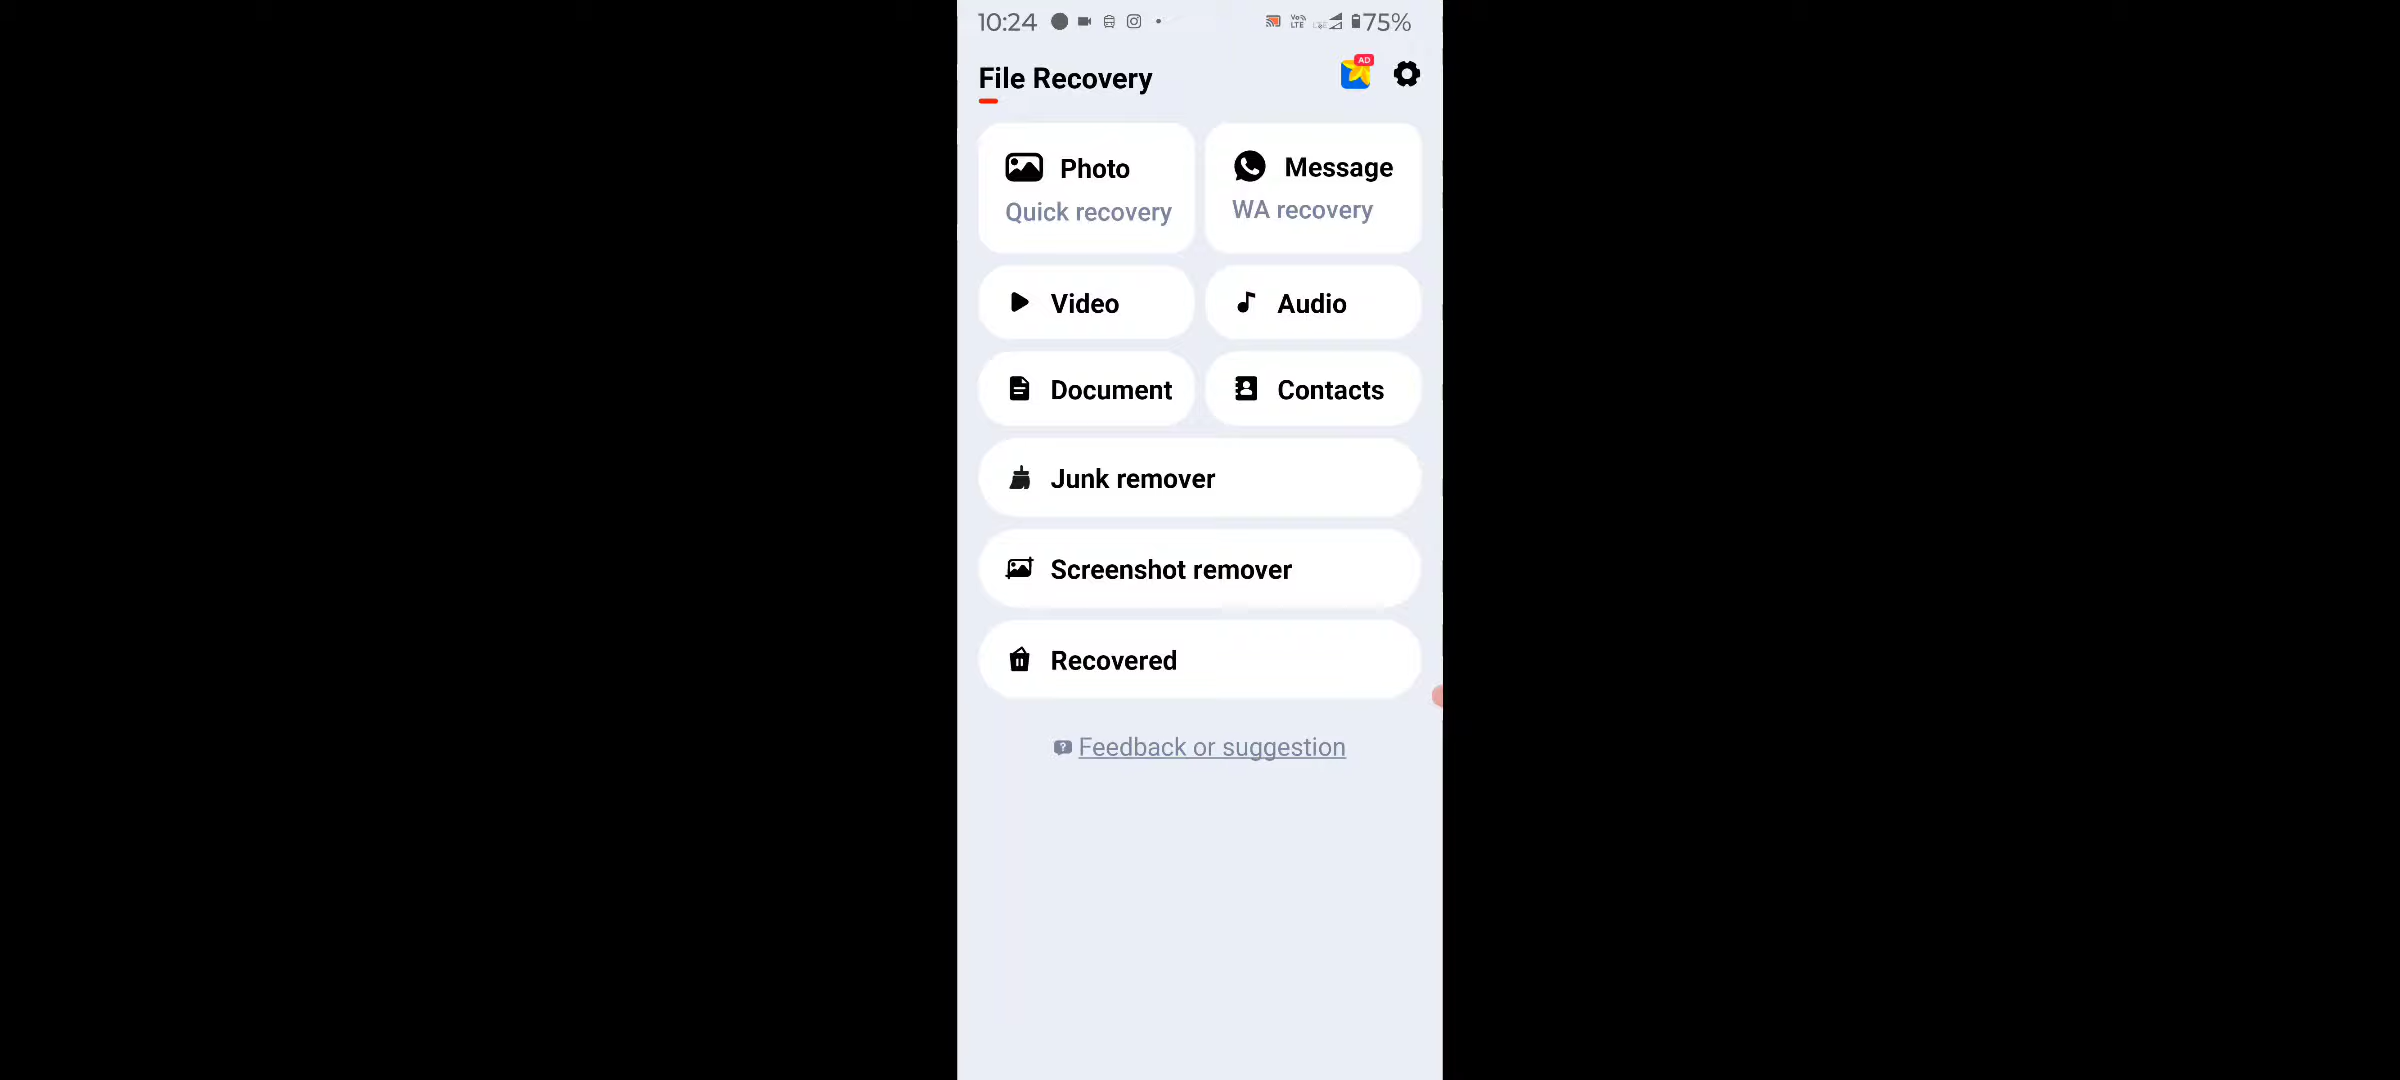 10:24 75%
AD
File Recovery
Photo
Quick recovery
Message
WA recovery
Video
Audio
Document
Contacts
Junk remover
Screenshot remover
Recovered
Feedback or suggestion